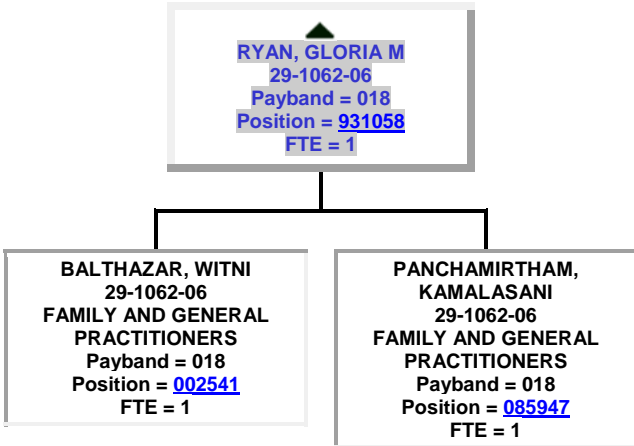 RYAN, GLORIA M
29-1062-06
Payband = 018
Position = 931058
FTE = 1
BALTHAZAR, WITNI
29-1062-06
FAMILY AND GENERAL
PRACTITIONERS
Payband = 018
Position = 002541
FTE = 1
PANCHAMIRTHAM,
KAMALASANI
29-1062-06
FAMILY AND GENERAL
PRACTITIONERS
Payband = 018
Position = 085947
FTE = 1